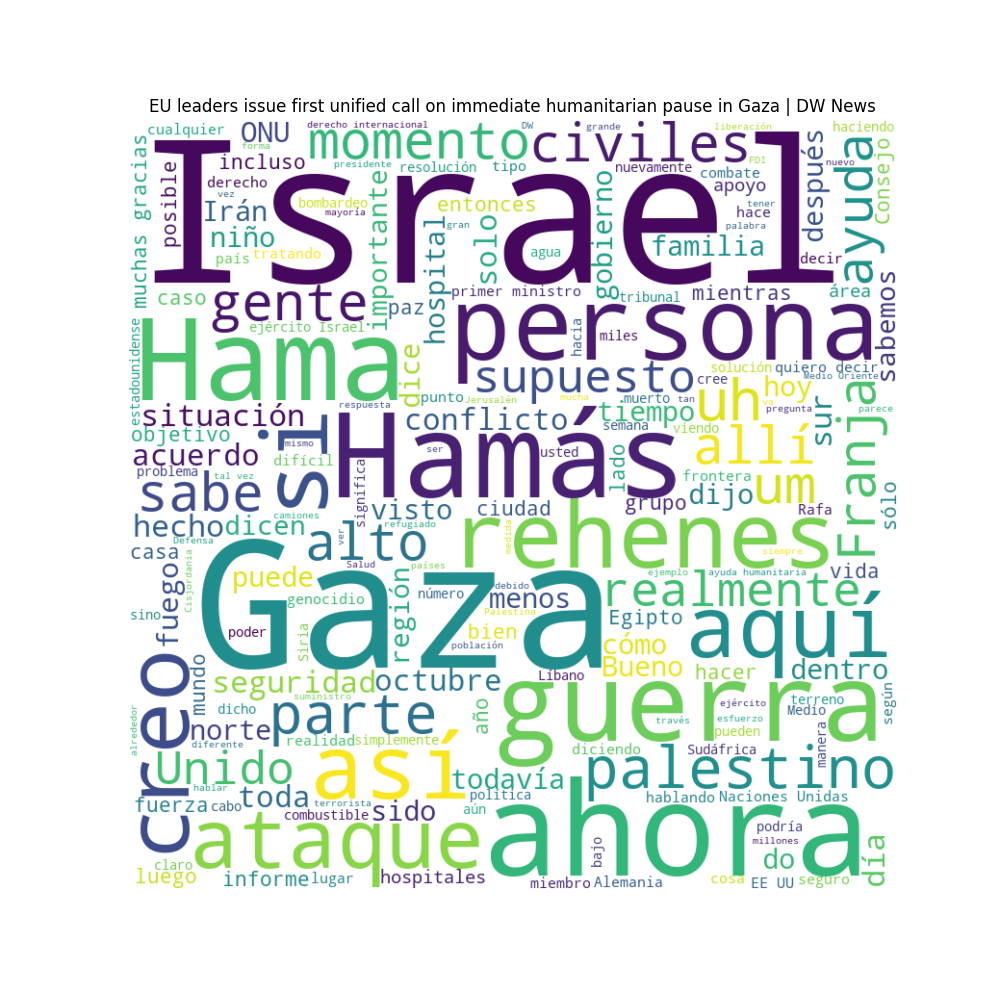 EU leaders issue first unified call on immediate humanitarian pause in Gaza | DW News
cualquier
ONU
derecho internacional
DW
grande
liberación
haciendo
forma
momento
civiles
presidente
resolución
tipo
nuevamente
FDI
nuevo
muchas gracias
posible
incluso
derecho
vez
Israel
combate
apoyo
después
ayuda
consejo
Irán
bombardeo
mayoría
importante
entonces
gran
solo
gobierno
hace
tener
palabra
niño
país
tratando
hospital
agua
familia
decir
caso
gente
paz
primer ministro
tribunal
mientras
área
sabemos
ejército Israel
persona
hacia
miles
estadounidense
Hama
dice
supuesto
solución
quiero decir
cree
Medio Oriente
punto
Jerusalén
mucha
muerto
tan
uh
hoy
va
pregunta
parece
situación
respuesta
conflicto
semana
tiempo
viendo
sur
Franja
objetivo
si
mismo
Hamás
ser
usted
allí
acuerdo
difícil
lado
frontera
problema
tal vez
significa
sabe
visto
ciudad
grupo
dijo
um
Rafa
sólo
hecho
dicen
camiones
refugiado
rehenes
medida
siempre
casa
Defensa
alto
ver
Salud
países
ejemplo
ayuda humanitaria
vida
Cisjordania
fuego
puede
Gaza
debido
número
menos
realmente
genocidio
región
sino
Palestina
Egipto
aquí
poder
Siria
bien
población
cómo
Bueno
creo
mundo
Líbano
hacer
dentro
seguridad
octubre
suministro
guerra
terreno
según
dicho
parte
año
ejército
Medio
esfuerzo
través
pueden
alrededor
norte
diferente
realidad
simplemente
diciendo
Sudáfrica
manera
Unido
hablar
así
todavía
palestino
fuerza
cabo
toda
terrorista
combustible
sido
política
aún
hablando
Naciones Unidas
ataque
ahora
podría
millones
bajo
do
día
claro
luego
informe
lugar
hospitales
miembro
Alemania
cosa
EE UU
seguro